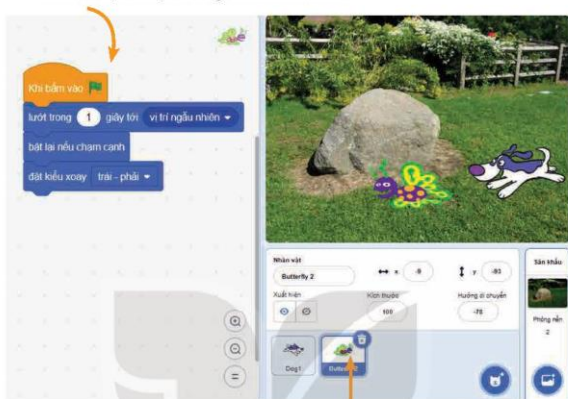 Khi bấm vào
lướt trong 1 giây tới vị trí ngẫu nhiên
bật lại nếu chạm cạnh
đặt kiểu xoay trái - phải
Nhân vật
Butterfly 2
x
y
-93
Xuất hiện
Kích thước
100
Hướng di chuyển
Dog1
Sân khấu
Phông nền
2